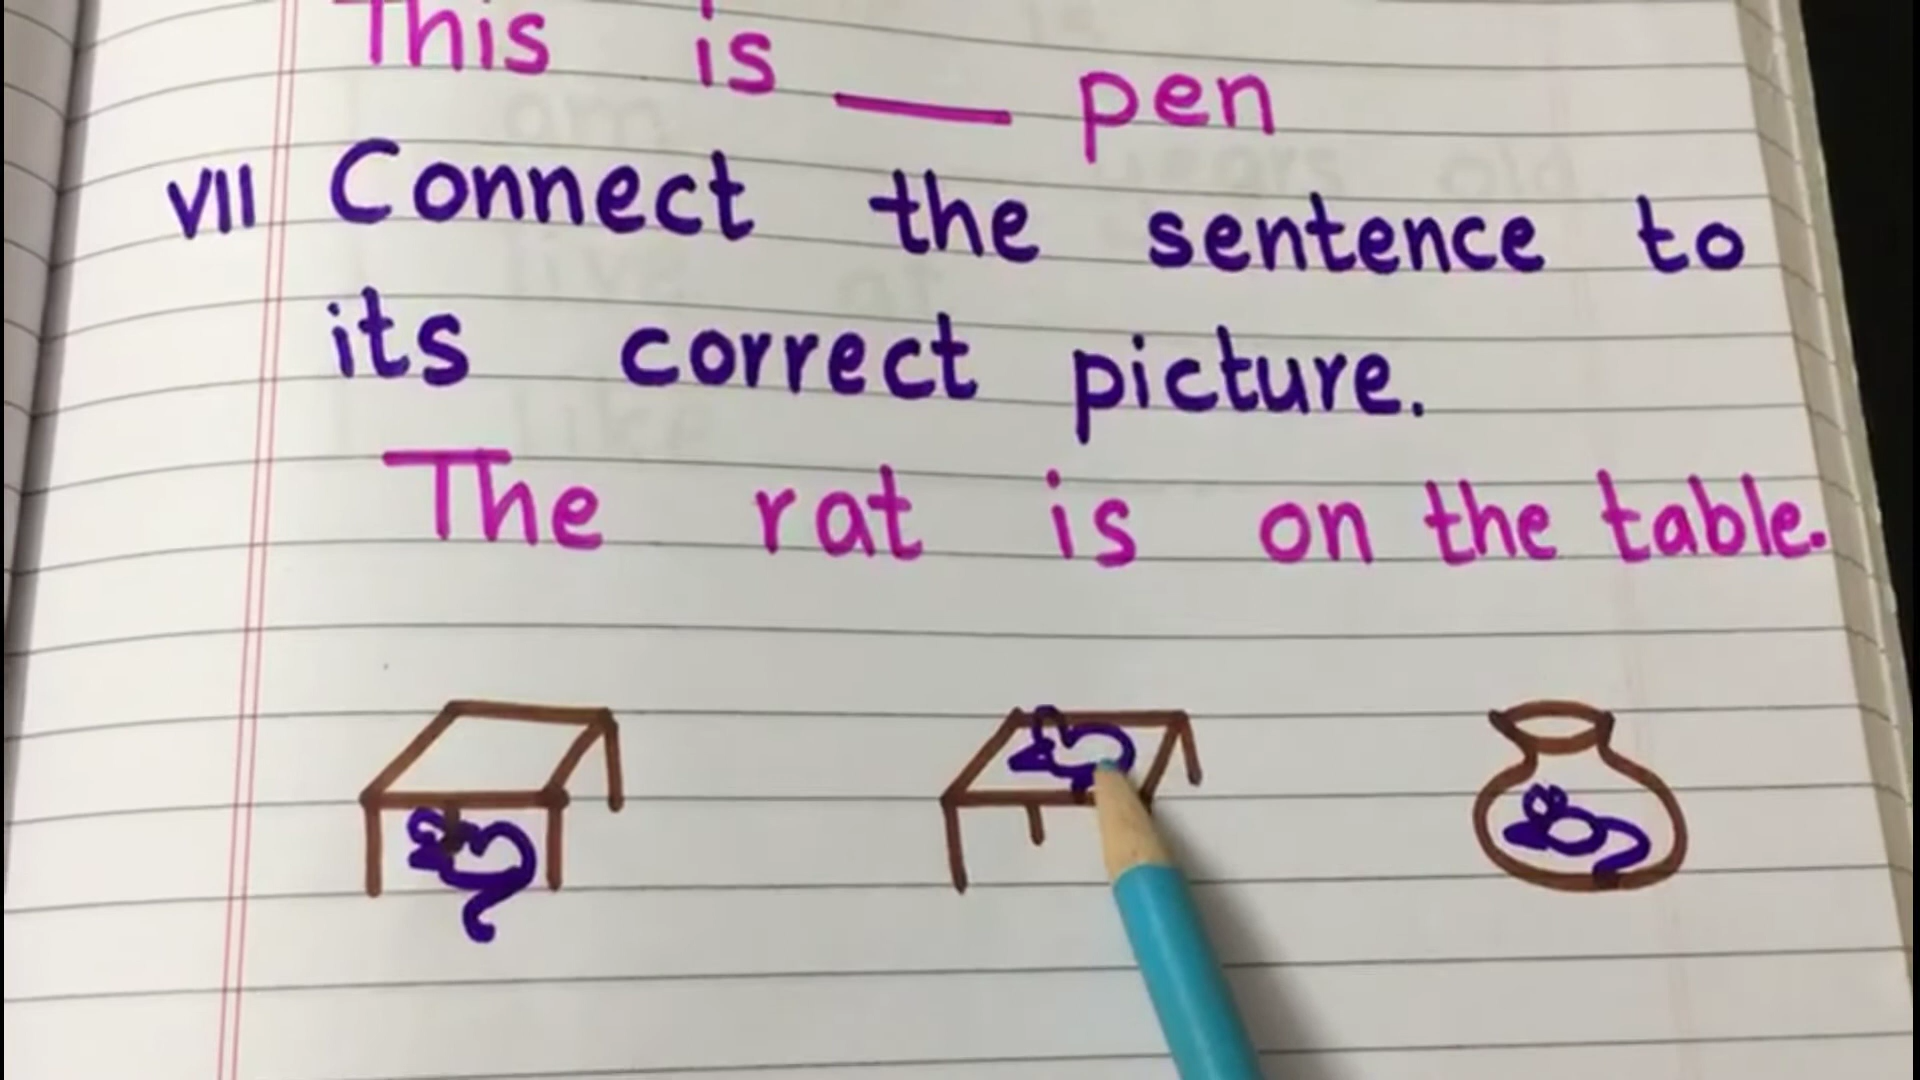 This is ___ pen
VII Connect the sentence to
its correct picture.
The rat is on the table.